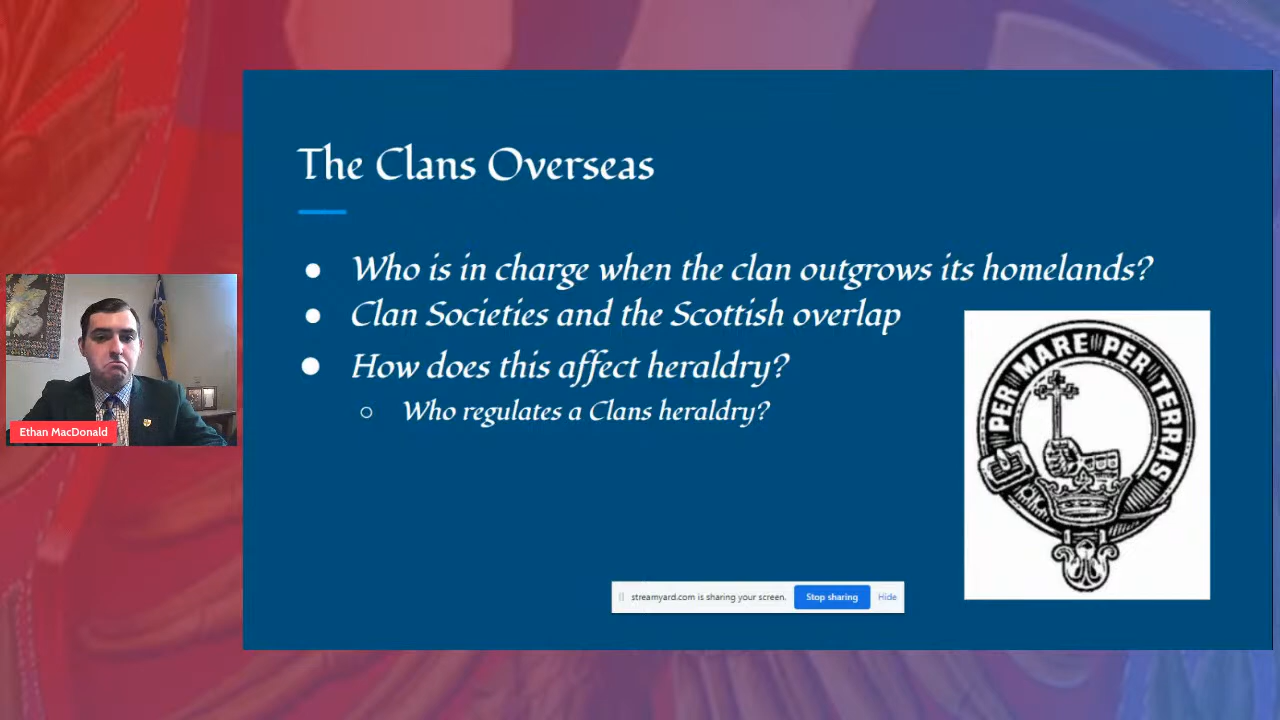 The Clans Overseas
Who is in charge when the clan outgrows its homelands?
Clan Societies and the Scottish overlap
How does this affect heraldry?
Who regulates a Clans heraldry?
PER MARE PER TERRAS
Ethan MacDonald
streamyard.com is sharing your screen. Stop sharing Hide